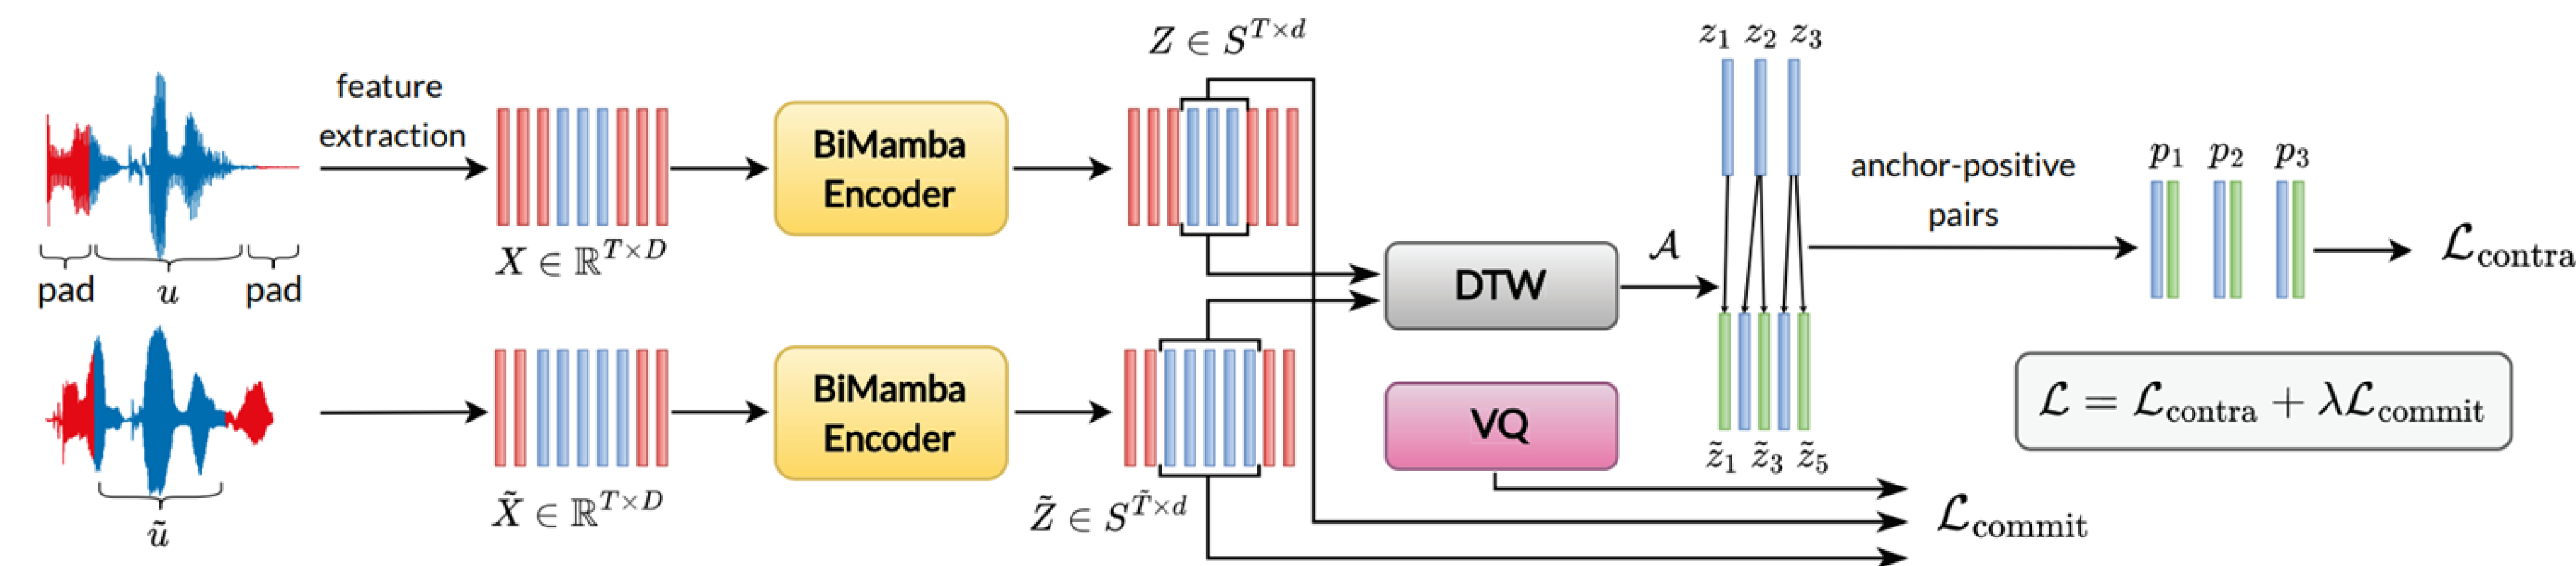 feature
extraction
pad
u
pad
X ∈ ℝ^{T×D}
BiMamba
Encoder
Z ∈ S^{T×d}
ũ
X̃ ∈ ℝ^{T×D}
BiMamba
Encoder
Z̃ ∈ S^{T̃×d}
DTW
VQ
𝒜
z₁ z₂ z₃
z̃₁ z̃₃ z̃₅
anchor-positive
pairs
p₁ p₂ p₃
ℒ_contra
ℒ = ℒ_contra + λℒ_commit
ℒ_commit